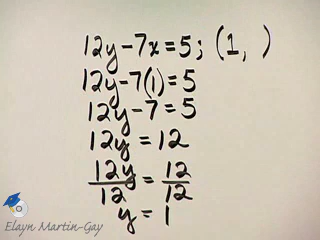 12y-7x=5; (1, )
12y-7(1)=5
12y-7=5
12y=12
12y/12=12/12
y=1
Elayn Martin-Gay